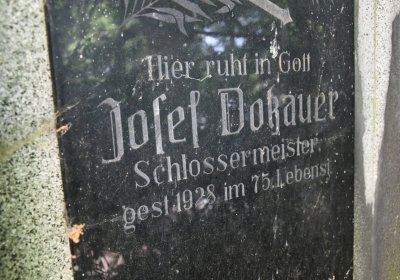 Hier ruht in Gott
Josef Dokauer
Schlossermeister
gest. 1928 im 75. Lebensj.